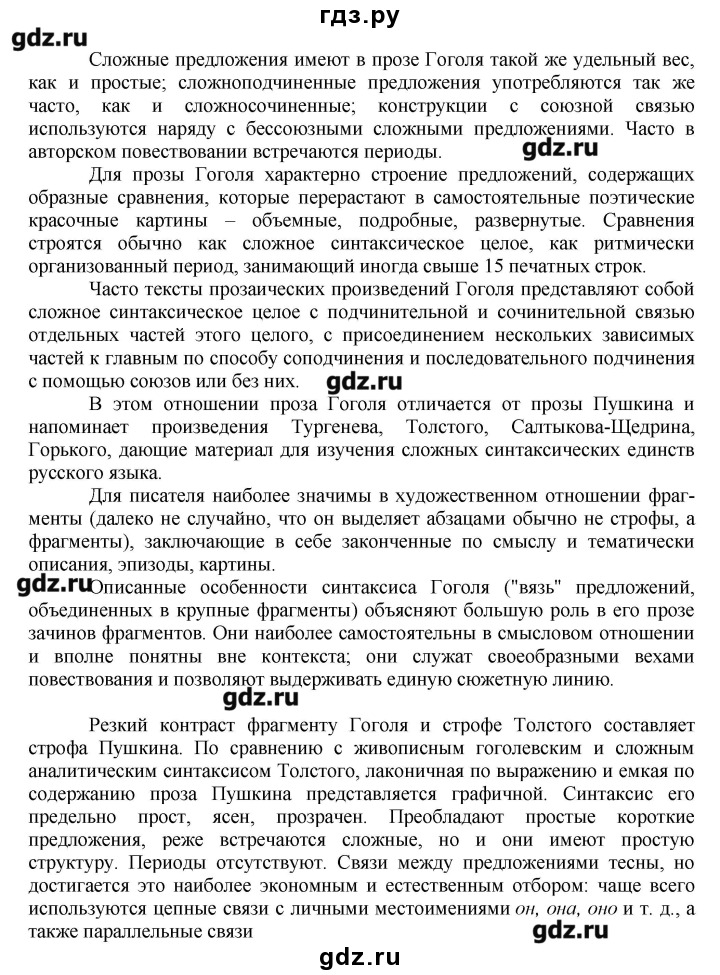 гдз.ру
gdz.ru
Сложные предложения имеют в прозе Гоголя такой же удельный вес,
как и простые; сложноподчиненные предложения употребляются так же
часто, как и сложносочиненные; конструкции с союзной связью
используются наряду с бессоюзными сложными предложениями. Часто в
авторском повествовании встречаются периоды.
gdz.ru
Для прозы Гоголя характерно строение предложений, содержащих
образные сравнения, которые перерастают в самостоятельные поэтические
красочные картины – объемные, подробные, развернутые. Сравнения
строятся обычно как сложное синтаксическое целое, как ритмически
организованный период, занимающий иногда свыше 15 печатных строк.
Часто тексты прозаических произведений Гоголя представляют собой
сложное синтаксическое целое с подчинительной и сочинительной связью
отдельных частей этого целого, с присоединением нескольких зависимых
частей к главным по способу соподчинения и последовательного подчинения
с помощью союзов или без них.
gdz.ru
В этом отношении проза Гоголя отличается от прозы Пушкина и
напоминает произведения Тургенева, Толстого, Салтыкова-Щедрина,
Горького, дающие материал для изучения сложных синтаксических единств
русского языка.
Для писателя наиболее значимы в художественном отношении фраг-
менты (далеко не случайно, что он выделяет абзацами обычно не строфы, а
фрагменты), заключающие в себе законченные по смыслу и тематически
описания, эпизоды, картины.
gdz.ru
Описанные особенности синтаксиса Гоголя ("вязь" предложений,
объединенных в крупные фрагменты) объясняют большую роль в его прозе
зачинов фрагментов. Они наиболее самостоятельны в смысловом отношении
и вполне понятны вне контекста; они служат своеобразными вехами
повествования и позволяют выдерживать единую сюжетную линию.
gdz.ru
Резкий контраст фрагменту Гоголя и строфе Толстого составляет
строфа Пушкина. По сравнению с живописным гоголевским и сложным
аналитическим синтаксисом Толстого, лаконичная по выражению и емкая по
содержанию проза Пушкина представляется графичной. Синтаксис его
предельно прост, ясен, прозрачен. Преобладают простые короткие
предложения, реже встречаются сложные, но и они имеют простую
структуру. Периоды отсутствуют. Связи между предложениями тесны, но
достигается это наиболее экономным и естественным отбором: чаще всего
используются цепные связи с личными местоимениями он, она, оно и т. д., а
также параллельные связи
gdz.ru
gdz.ru